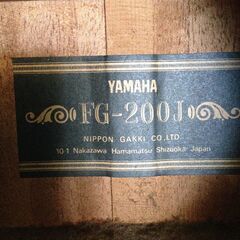 YAMAHA
FG-200J
NIPPON GAKKI CO.,LTD.
10-1 Nakazawa Hamamatsu Shizuoka Japan